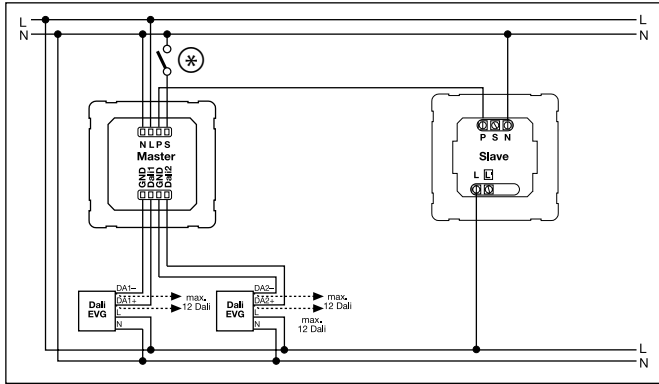 L
L
N
N
*
N L P S
Master
GND
Dali1
GND
Dali2
P S N
Slave
L L'
DA1–
DA1+
L
N
Dali
EVG
max.
12 Dali
DA2–
DA2+
L
N
Dali
EVG
max.
12 Dali
max.
12 Dali
L
N